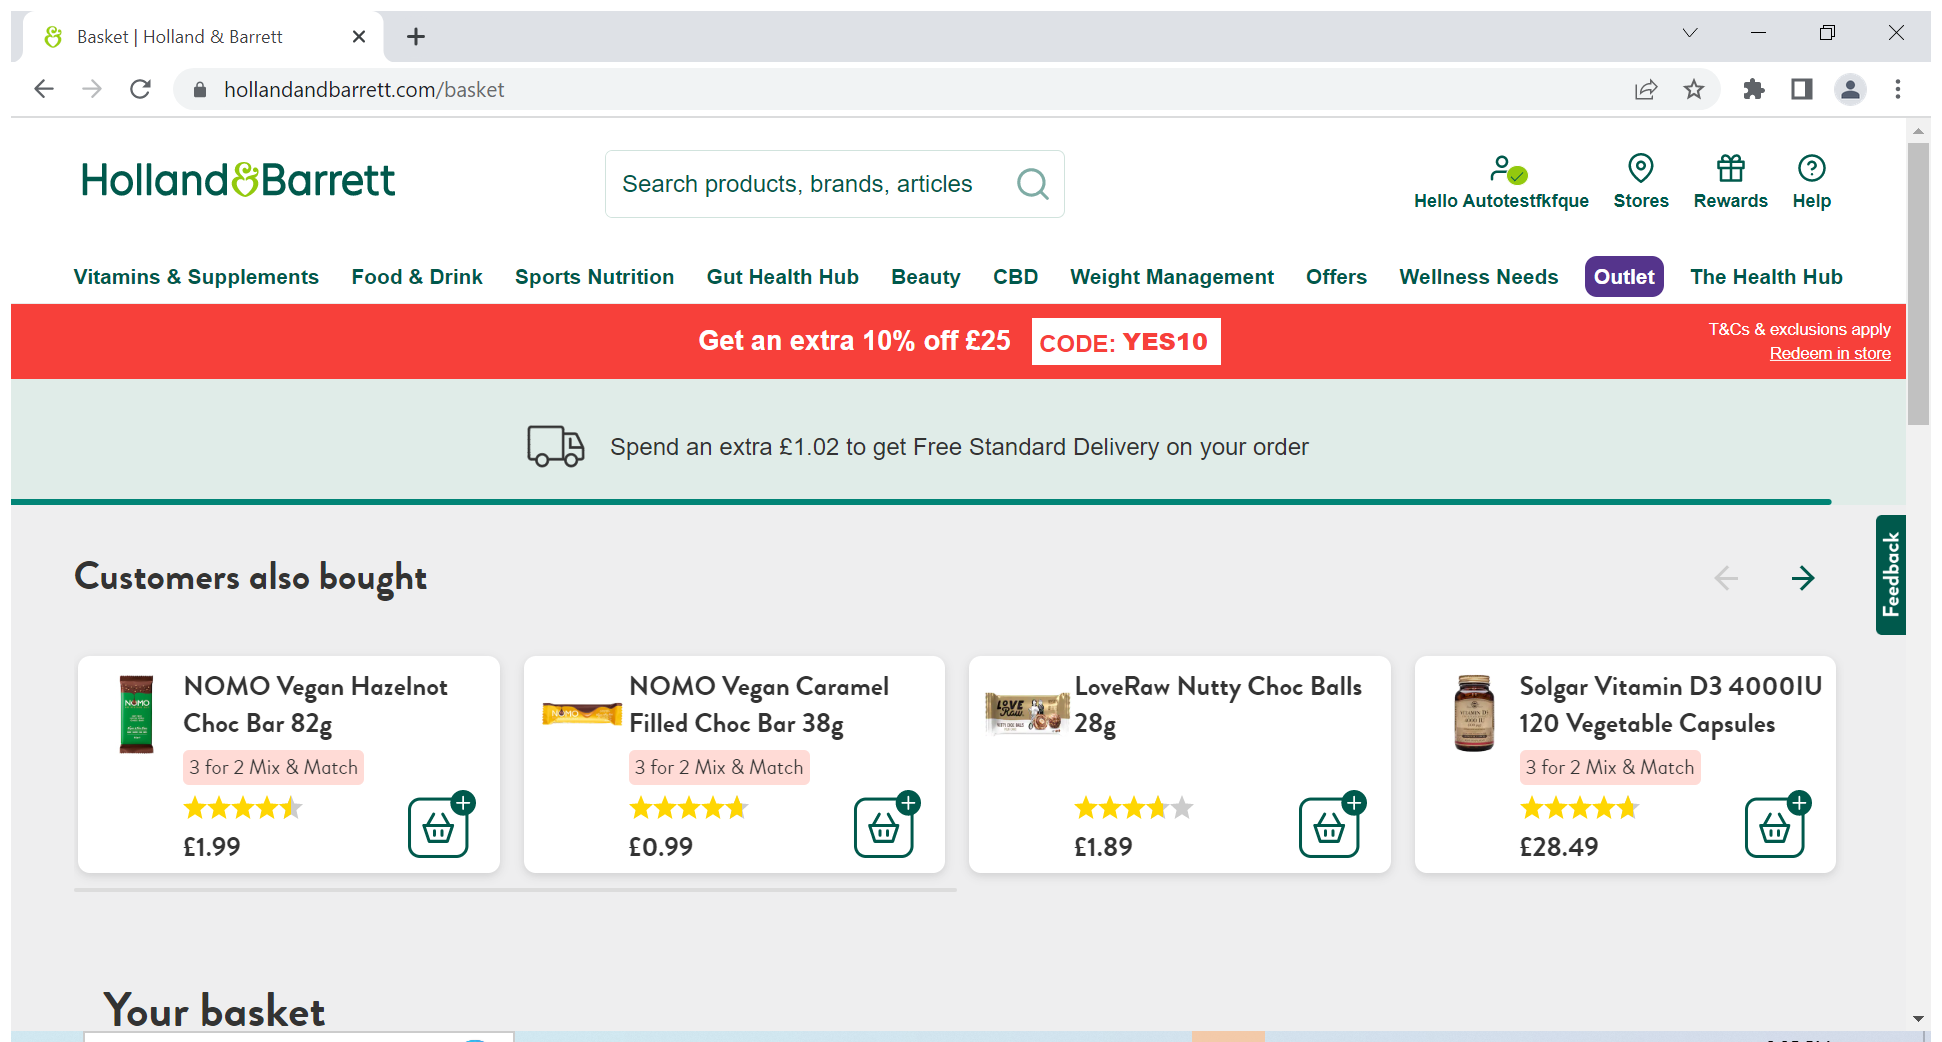 Basket | Holland & Barrett
hollandandbarrett.com/basket
Holland&Barrett
Search products, brands, articles
Hello Autotestfkfque
Stores
Rewards
Help
Vitamins & Supplements
Food & Drink
Sports Nutrition
Gut Health Hub
Beauty
CBD
Weight Management
Offers
Wellness Needs
Outlet
The Health Hub
Get an extra 10% off £25
CODE: YES10
T&Cs & exclusions apply
Redeem in store
Spend an extra £1.02 to get Free Standard Delivery on your order
Feedback
Customers also bought
NOMO
NOMO Vegan Hazelnot
Choc Bar 82g
3 for 2 Mix & Match
£1.99
NOMO
NOMO Vegan Caramel
Filled Choc Bar 38g
3 for 2 Mix & Match
£0.99
LOVE
Raw
LoveRaw Nutty Choc Balls
28g
£1.89
Solgar Vitamin D3 4000IU
120 Vegetable Capsules
3 for 2 Mix & Match
£28.49
Your basket